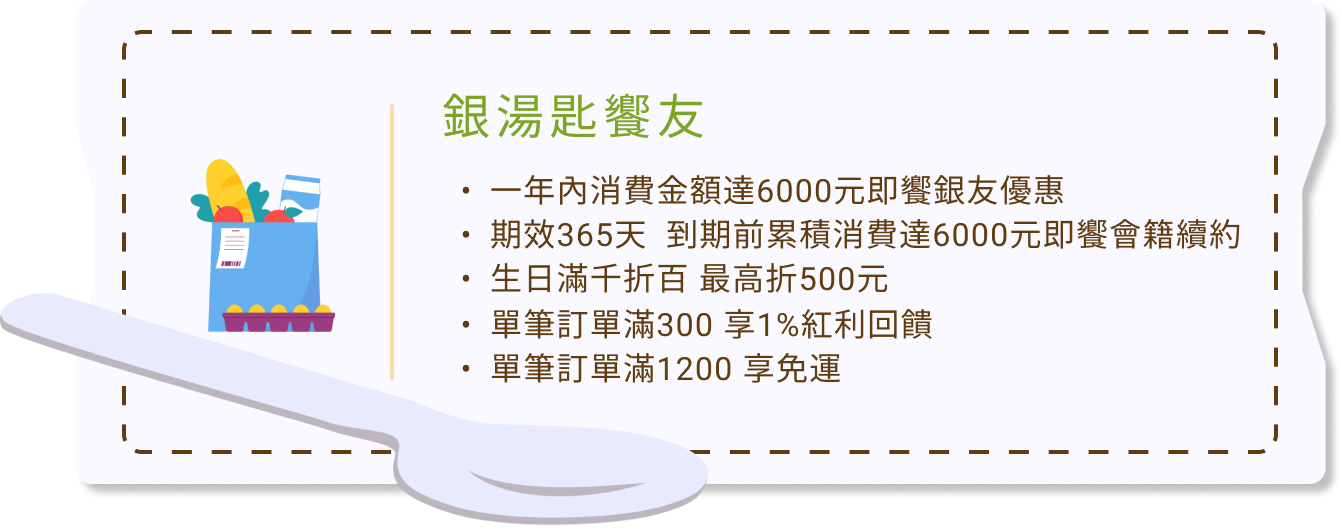 銀湯匙饗友
• 一年內消費金額達6000元即饗銀友優惠
• 期效365天 到期前累積消費達6000元即饗會籍續約
• 生日滿千折百 最高折500元
• 單筆訂單滿300 享1%紅利回饋
• 單筆訂單滿1200 享免運